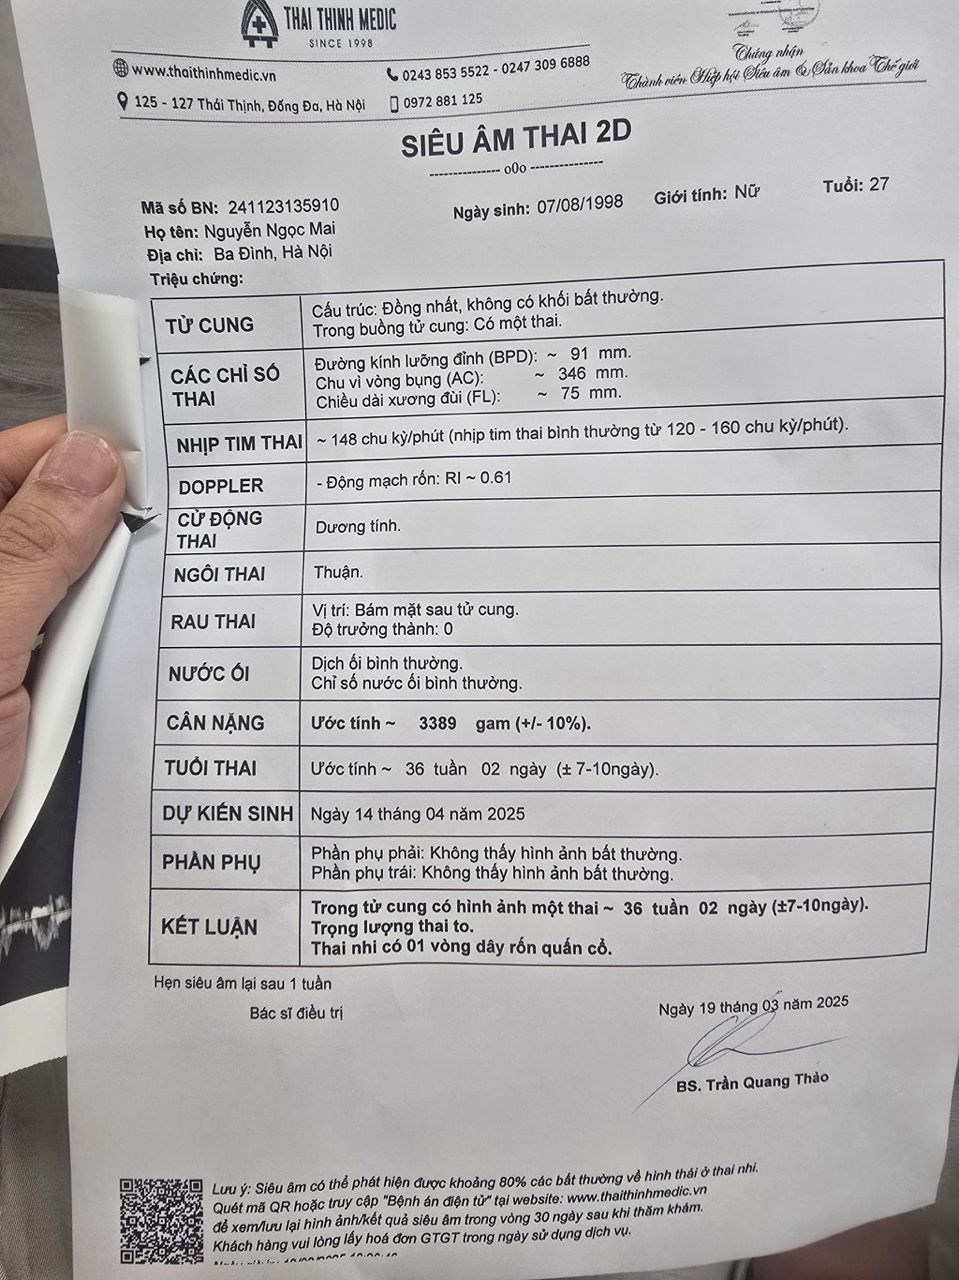 THAI THINH MEDIC
SINCE 1998
www.thaithinhmedic.vn
0243 853 5522 - 0247 309 6888
125 - 127 Thái Thịnh, Đống Đa, Hà Nội
0972 881 125
Chứng nhận
Thành viên Hiệp hội Siêu âm & Sản khoa Thế giới
SIÊU ÂM THAI 2D
--------------- o0o ---------------
Mã số BN: 241123135910
Ngày sinh: 07/08/1998 Giới tính: Nữ Tuổi: 27
Họ tên: Nguyễn Ngọc Mai
Địa chỉ: Ba Đình, Hà Nội
Triệu chứng:
TỬ CUNG
Cấu trúc: Đồng nhất, không có khối bất thường.
Trong buồng tử cung: Có một thai.
CÁC CHỈ SỐ THAI
Đường kính lưỡng đỉnh (BPD): ~ 91 mm.
Chu vì vòng bụng (AC): ~ 346 mm.
Chiều dài xương đùi (FL): ~ 75 mm.
NHỊP TIM THAI
~ 148 chu kỳ/phút (nhịp tim thai bình thường từ 120 - 160 chu kỳ/phút).
DOPPLER
- Động mạch rốn: RI ~ 0.61
CỬ ĐỘNG THAI
Dương tính.
NGÔI THAI
Thuận.
RAU THAI
Vị trí: Bám mặt sau tử cung.
Độ trưởng thành: 0
NƯỚC ỐI
Dịch ối bình thường.
Chỉ số nước ối bình thường.
CÂN NẶNG
Ước tính ~ 3389 gam (+/- 10%).
TUỔI THAI
Ước tính ~ 36 tuần 02 ngày (± 7-10ngày).
DỰ KIẾN SINH
Ngày 14 tháng 04 năm 2025
PHẦN PHỤ
Phần phụ phải: Không thấy hình ảnh bất thường.
Phần phụ trái: Không thấy hình ảnh bất thường.
KẾT LUẬN
Trong tử cung có hình ảnh một thai ~ 36 tuần 02 ngày (±7-10ngày).
Trọng lượng thai to.
Thai nhi có 01 vòng dây rốn quấn cổ.
Hẹn siêu âm lại sau 1 tuần
Bác sĩ điều trị
Ngày 19 tháng 03 năm 2025
BS. Trần Quang Thảo
Lưu ý: Siêu âm có thể phát hiện được khoảng 80% các bất thường về hình thái ở thai nhi.
Quét mã QR hoặc truy cập "Bệnh án điện tử" tại website: www.thaithinhmedic.vn
để xem/lưu lại hình ảnh/kết quả siêu âm trong vòng 30 ngày sau khi thăm khám.
Khách hàng vui lòng lấy hoá đơn GTGT trong ngày sử dụng dịch vụ.